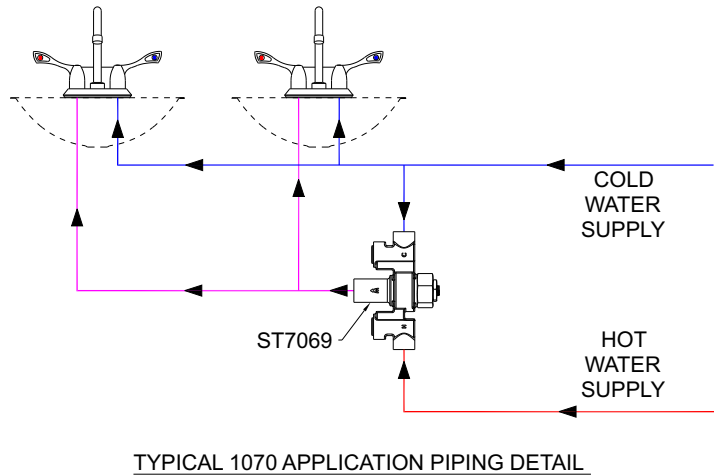 COLD
WATER
SUPPLY
C
ST7069
H
HOT
WATER
SUPPLY
TYPICAL 1070 APPLICATION PIPING DETAIL